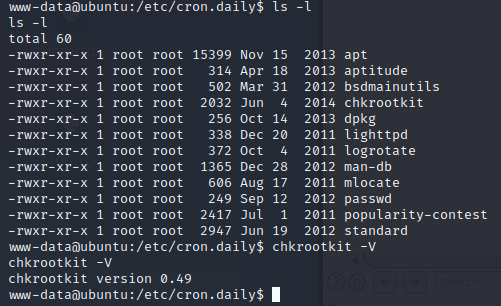 www-data@ubuntu:/etc/cron.daily$ ls -l
ls -l
total 60
-rwxr-xr-x 1 root root 15399 Nov 15  2013 apt
-rwxr-xr-x 1 root root   314 Apr 18  2013 aptitude
-rwxr-xr-x 1 root root   502 Mar 31  2012 bsdmainutils
-rwxr-xr-x 1 root root  2032 Jun  4  2014 chkrootkit
-rwxr-xr-x 1 root root   256 Oct 14  2013 dpkg
-rwxr-xr-x 1 root root   338 Dec 20  2011 lighttpd
-rwxr-xr-x 1 root root   372 Oct  4  2011 logrotate
-rwxr-xr-x 1 root root  1365 Dec 28  2012 man-db
-rwxr-xr-x 1 root root   606 Aug 17  2011 mlocate
-rwxr-xr-x 1 root root   249 Sep 12  2012 passwd
-rwxr-xr-x 1 root root  2417 Jul  1  2011 popularity-contest
-rwxr-xr-x 1 root root  2947 Jun 19  2012 standard
www-data@ubuntu:/etc/cron.daily$ chkrootkit -V
chkrootkit -V
chkrootkit version 0.49
www-data@ubuntu:/etc/cron.daily$
Search